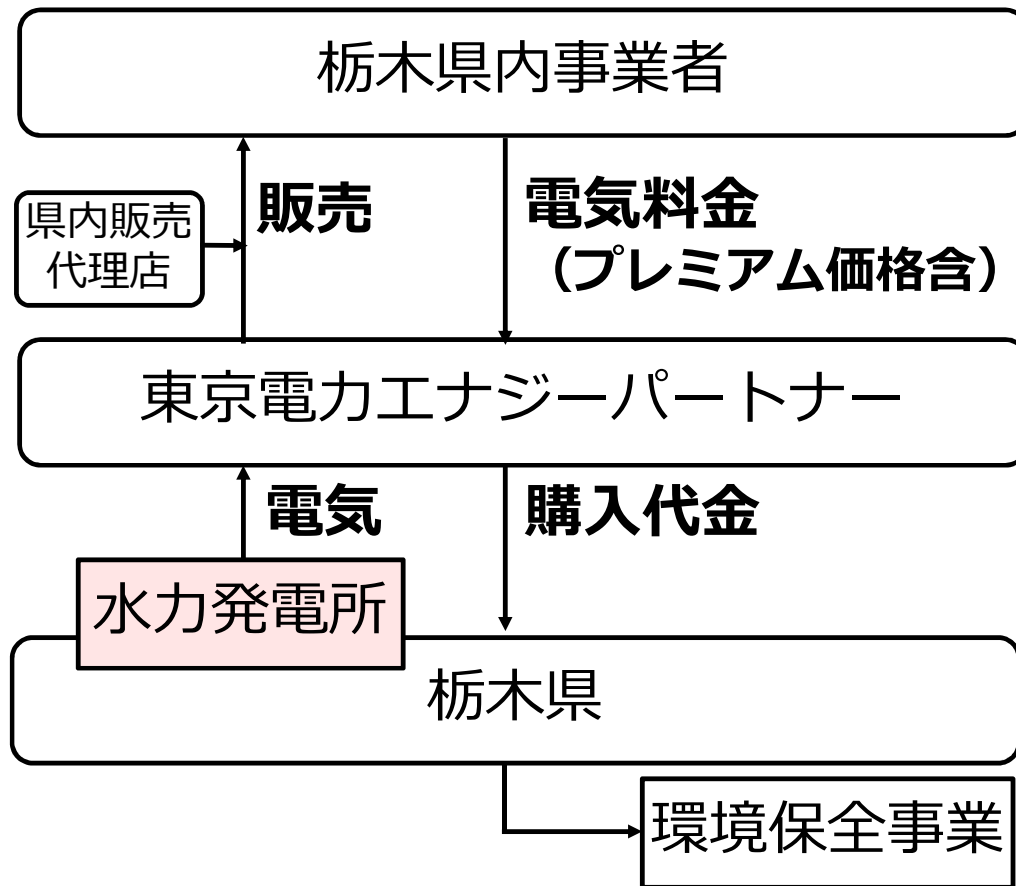 栃木県内事業者
県内販売
代理店
販売
電気料金
（プレミアム価格含）
東京電力エナジーパートナー
電気
購入代金
水力発電所
栃木県
環境保全事業